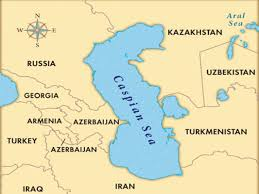 N
W
E
S
Aral
Sea
KAZAKHSTAN
RUSSIA
UZBEKISTAN
GEORGIA
Caspian Sea
ARMENIA
AZERBAIJAN
TURKEY
TURKMENISTAN
AZERBAIJAN
IRAQ
IRAN